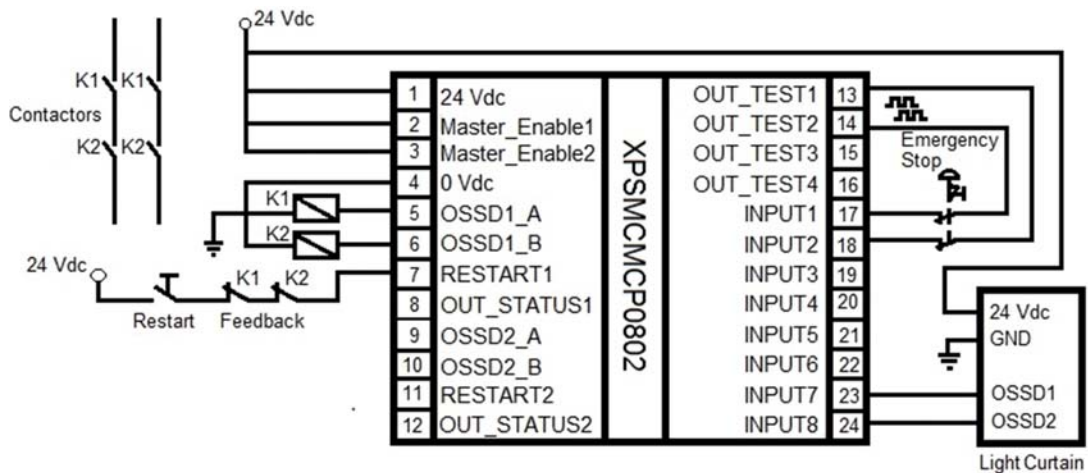 24 Vdc
K1 K1
Contactors
K2 K2
24 Vdc
Restart
K1 K2
Feedback
K1
K2
1 24 Vdc
2 Master_Enable1
3 Master_Enable2
4 0 Vdc
5 OSSD1_A
6 OSSD1_B
7 RESTART1
8 OUT_STATUS1
9 OSSD2_A
10 OSSD2_B
11 RESTART2
12 OUT_STATUS2
XPSMCMCP0802
OUT_TEST1 13
OUT_TEST2 14
OUT_TEST3 15
OUT_TEST4 16
INPUT1 17
INPUT2 18
INPUT3 19
INPUT4 20
INPUT5 21
INPUT6 22
INPUT7 23
INPUT8 24
Emergency
Stop
24 Vdc
GND
OSSD1
OSSD2
Light Curtain